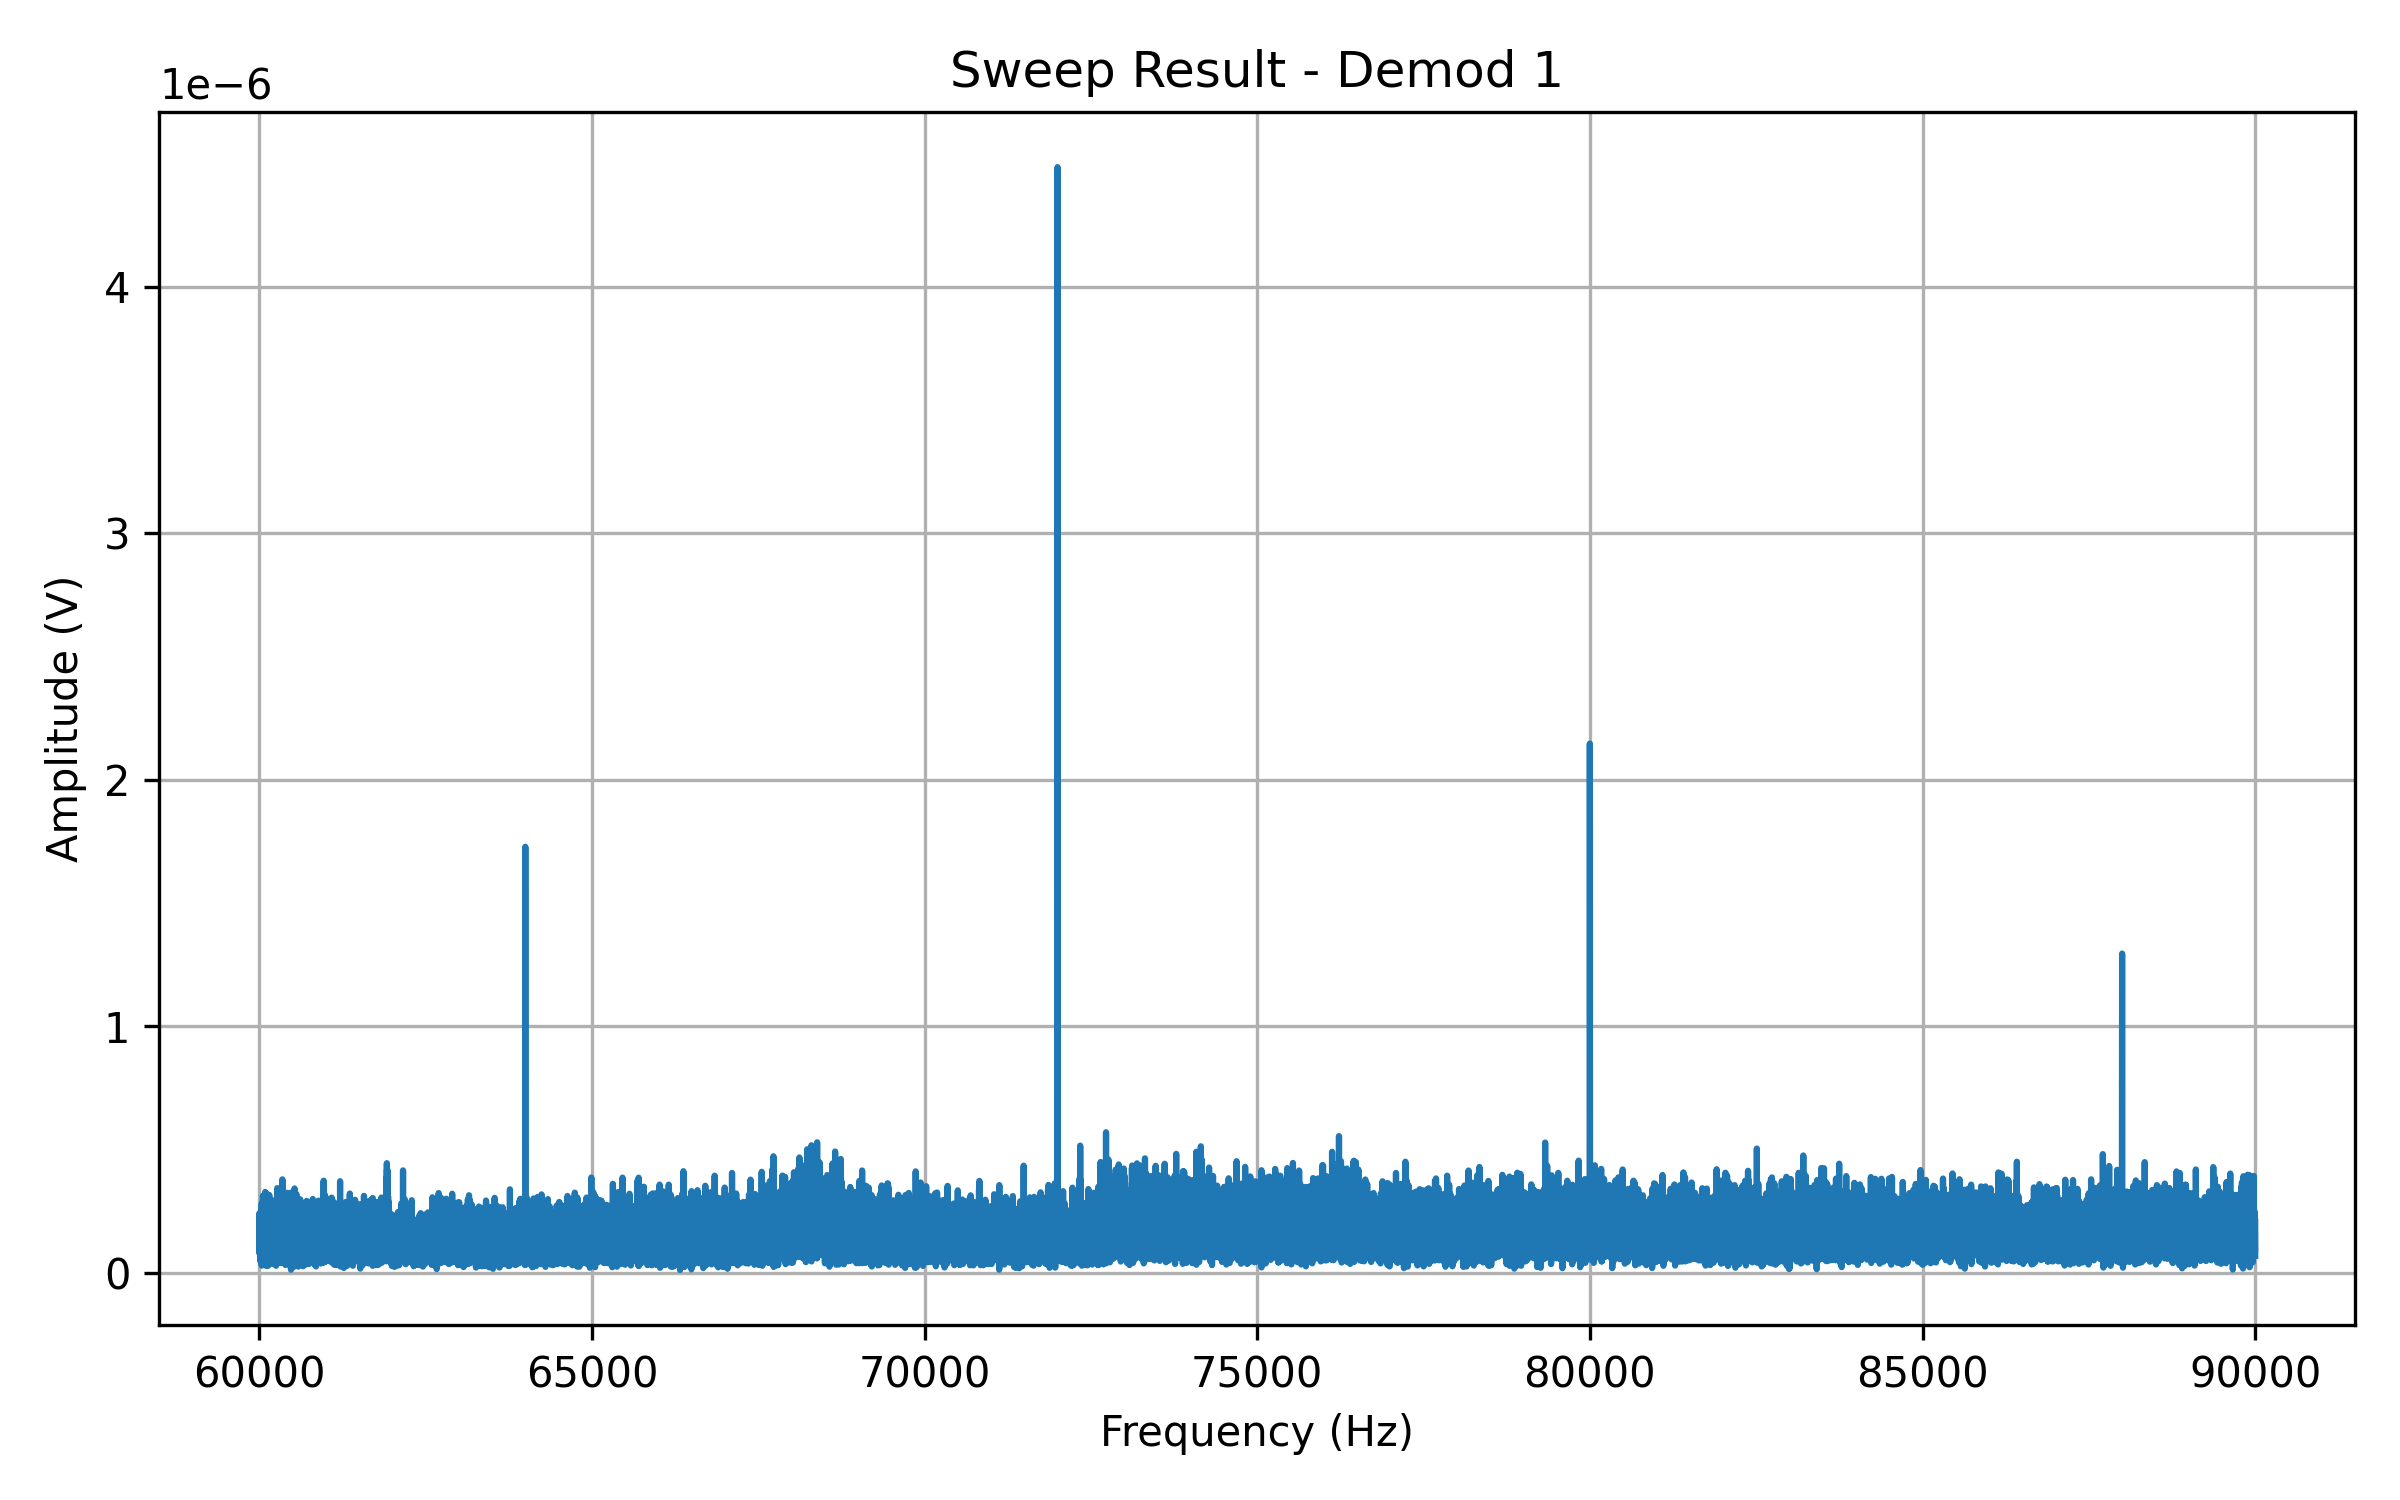 Sweep Result - Demod 1
1e−6
4
3
2
1
0
Amplitude (V)
60000 65000 70000 75000 80000 85000 90000
Frequency (Hz)